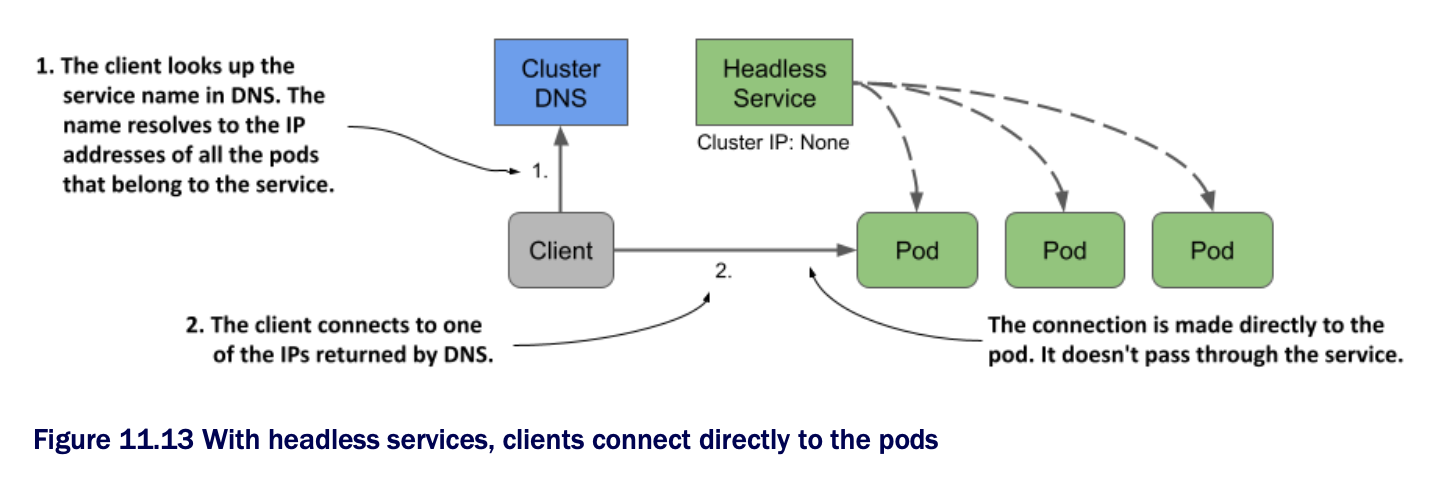 1. The client looks up the
service name in DNS. The
name resolves to the IP
addresses of all the pods
that belong to the service.
Cluster
DNS
Headless
Service
Cluster IP: None
1.
Client
Pod
Pod
Pod
2.
2. The client connects to one
of the IPs returned by DNS.
The connection is made directly to the
pod. It doesn't pass through the service.
Figure 11.13 With headless services, clients connect directly to the pods